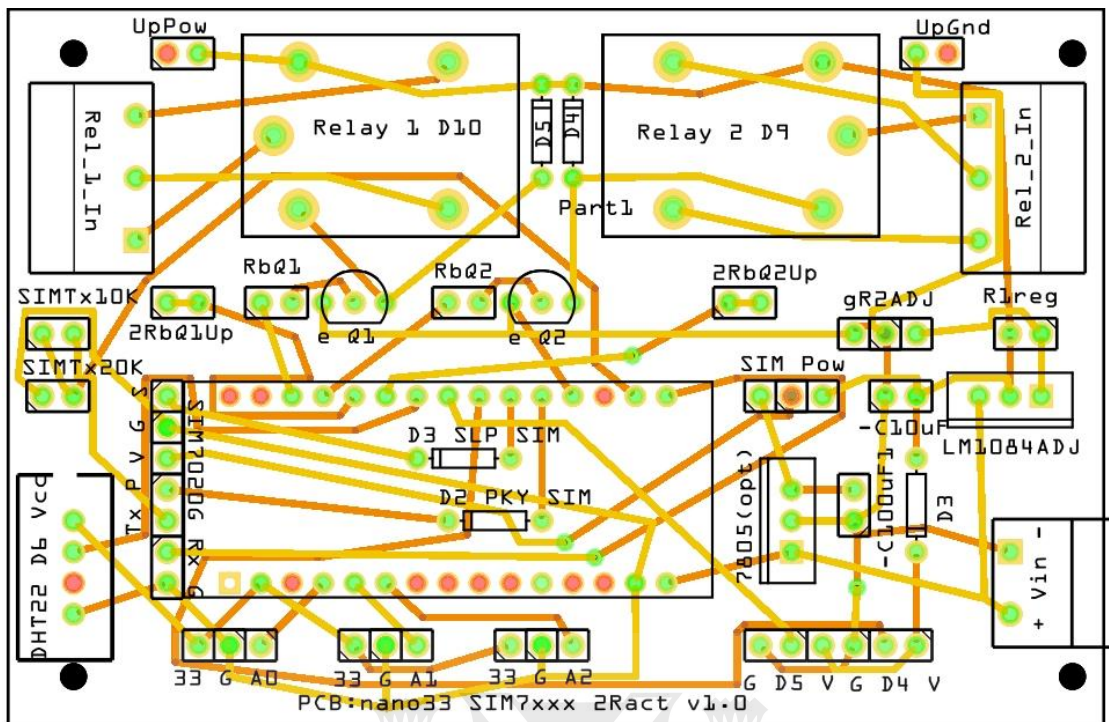 UpPow
UpGnd
Rel_1_In
Relay 1 D10
D5
D4
Relay 2 D9
Rel_2_In
Part1
SIMTx10K
2RbQ1Up
RbQ1
e Q1
RbQ2
e Q2
2RbQ2Up
gR2ADJ
R1reg
SIMTx20K
SIM Pow
-C10uF
LM1084ADJ
S
G
V
P
Tx
Rx
G
SIM7020G
D3 SLP SIM
D2 PKY SIM
7805(opt)
-C100uF1
D3
DHT22 D6 Vcc
+ Vin -
33 G A0
33 G A1
33 G A2
G D5 V G D4 V
PCB:nano33 SIM7xxx 2Ract v1.0